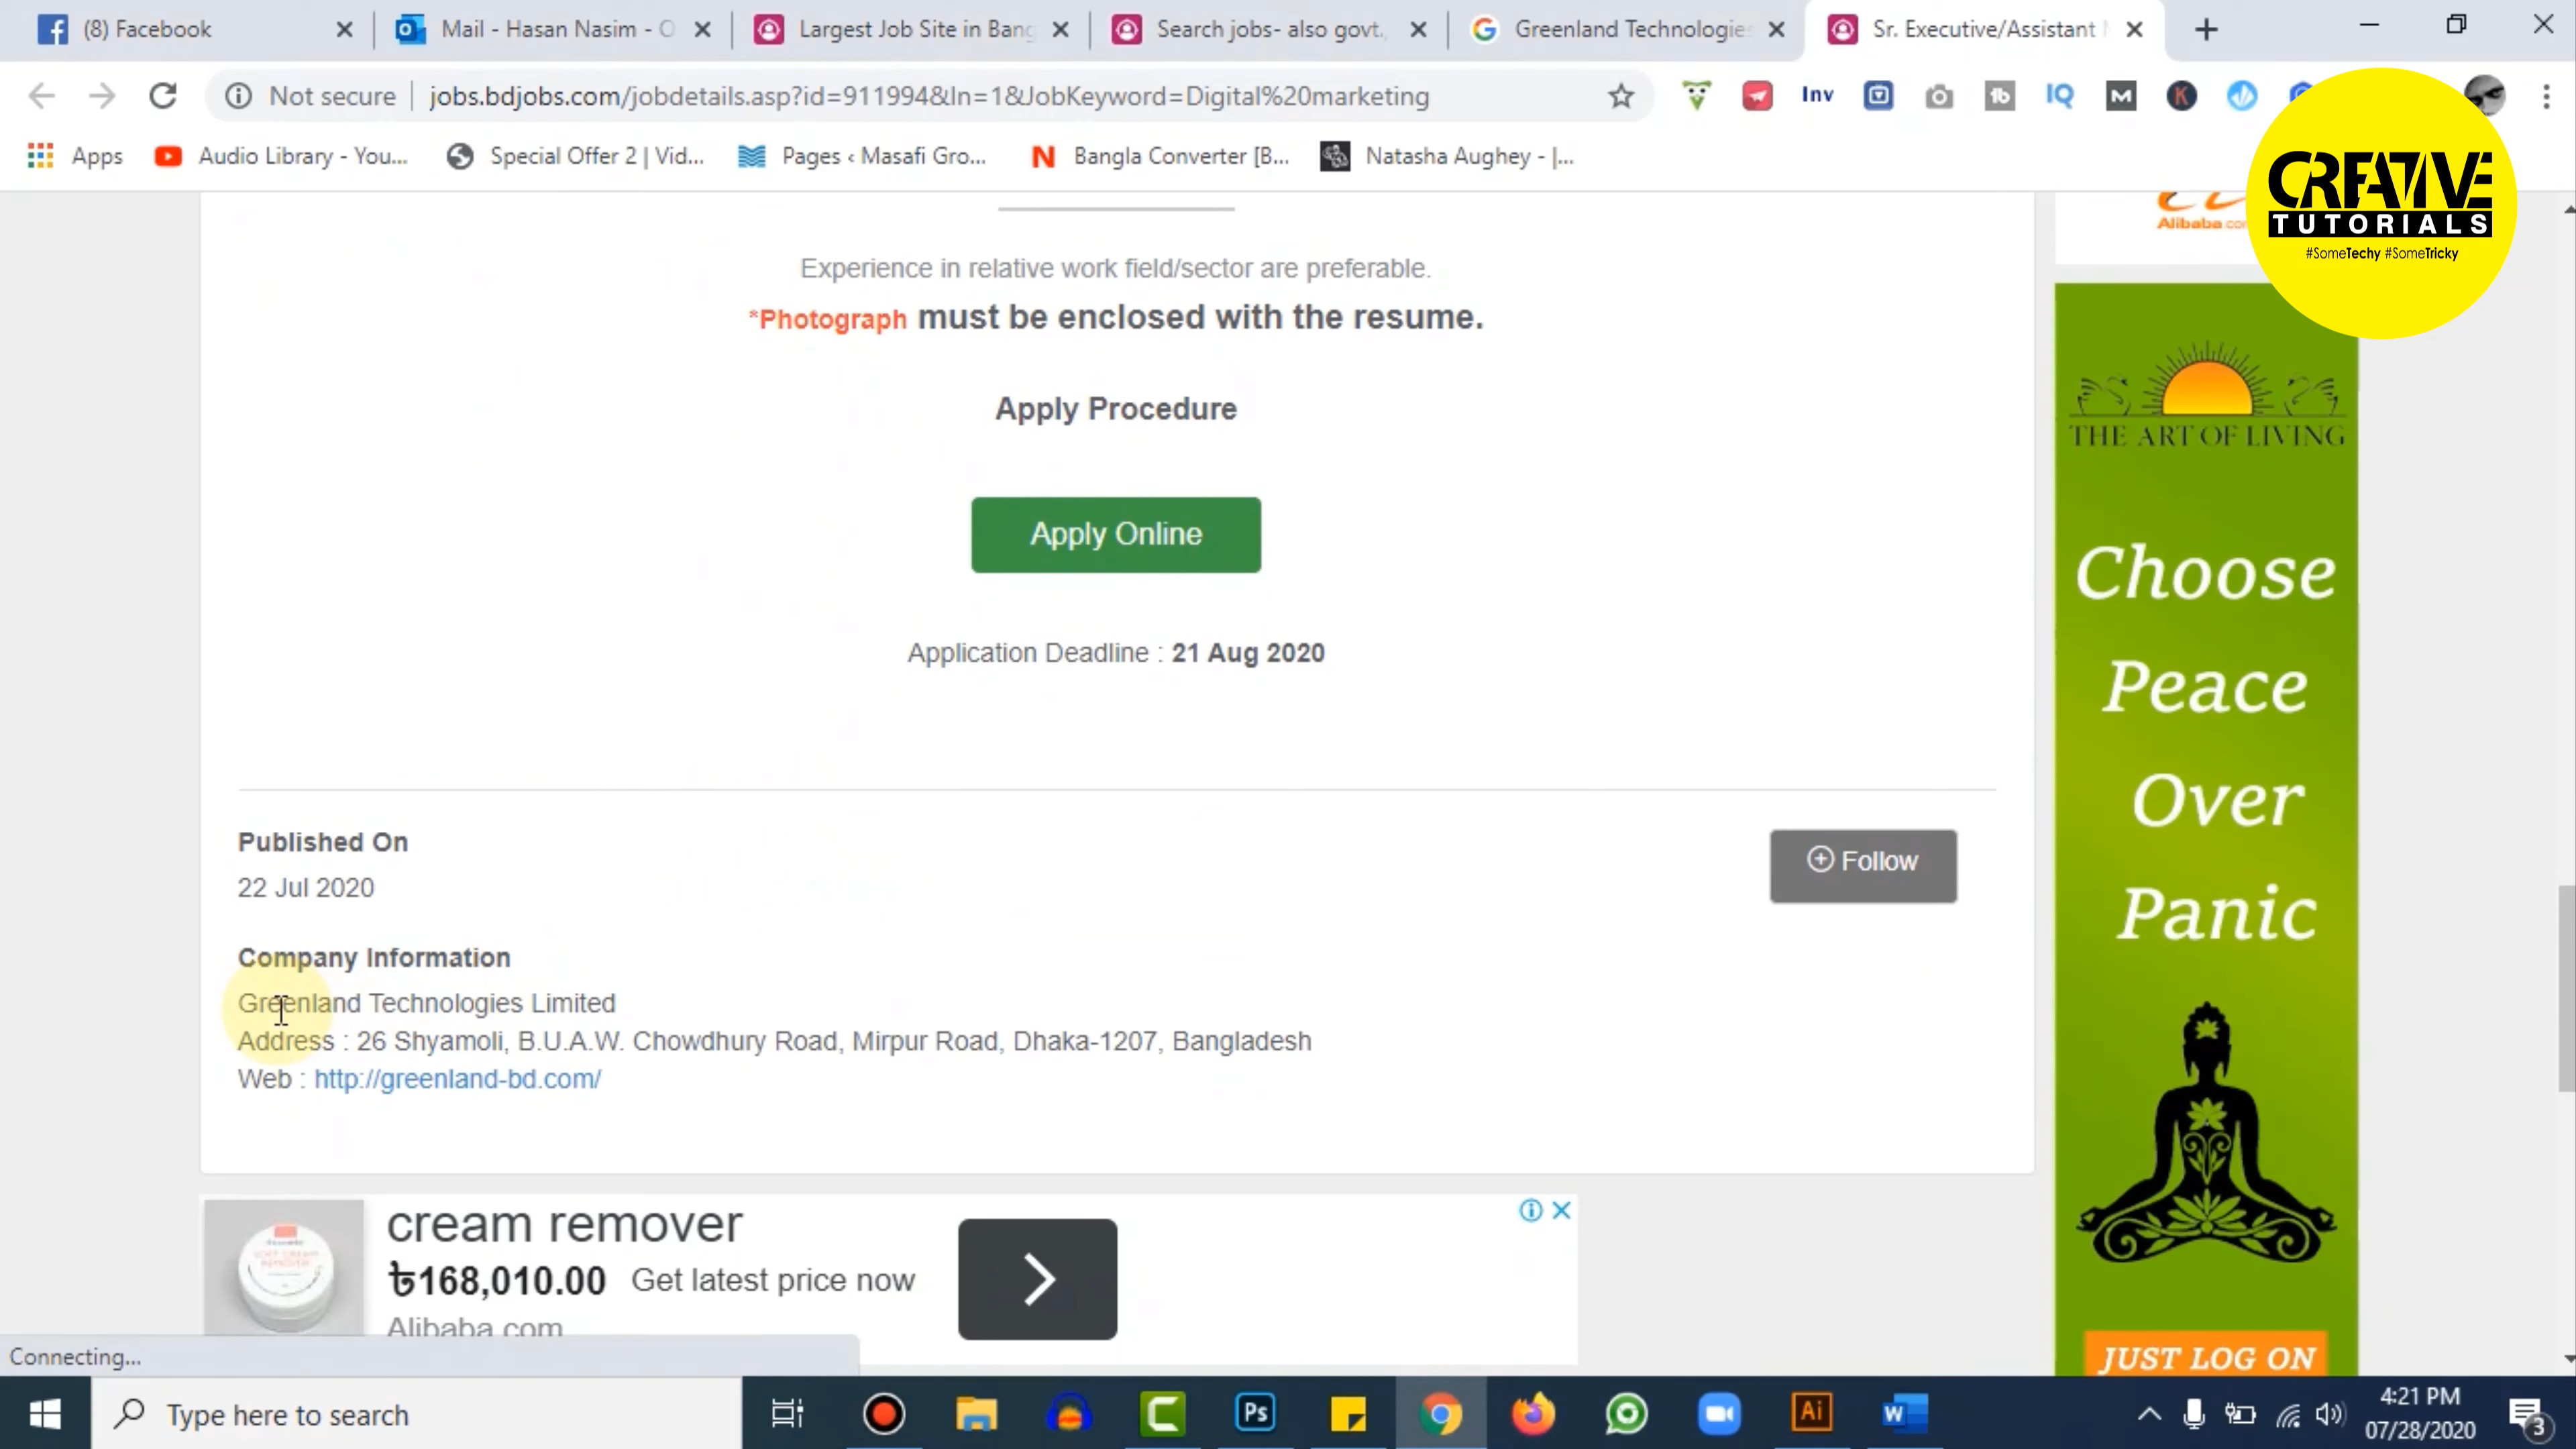 (8) Facebook
Mail - Hasan Nasim - O
Largest Job Site in Bang
Search jobs- also govt.,
Greenland Technologies
Sr. Executive/Assistant
Not secure
jobs.bdjobs.com/jobdetails.asp?id=911994&ln=1&JobKeyword=Digital%20marketing
Inv
IQ
Apps
Audio Library - You...
Special Offer 2 | Vid...
Pages ‹ Masafi Gro...
Bangla Converter [B...
Natasha Aughey - |...
CREATIVE
TUTORIALS
#SomeTechy #SomeTricky
Experience in relative work field/sector are preferable.
*Photograph must be enclosed with the resume.
Apply Procedure
Apply Online
Application Deadline : 21 Aug 2020
Published On
22 Jul 2020
Follow
Company Information
Greenland Technologies Limited
Address : 26 Shyamoli, B.U.A.W. Chowdhury Road, Mirpur Road, Dhaka-1207, Bangladesh
Web : http://greenland-bd.com/
cream remover
৳168,010.00 Get latest price now
Alibaba.com
THE ART OF LIVING
Choose
Peace
Over
Panic
JUST LOG ON
Connecting...
Type here to search
Ps
Ai
W
4:21 PM
07/28/2020
3